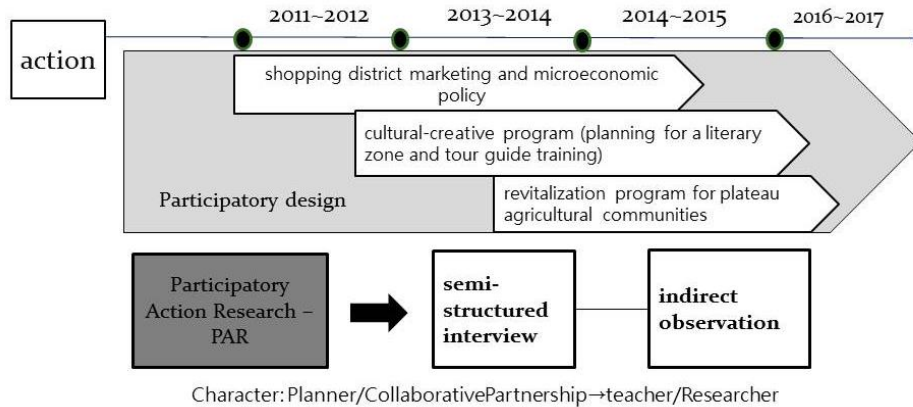 2011~2012
2013~2014
2014~2015
2016~2017
action
shopping district marketing and microeconomic
policy
cultural-creative program (planning for a literary
zone and tour guide training)
revitalization program for plateau
agricultural communities
Participatory design
Participatory
Action Research –
PAR
semi-
structured
interview
indirect
observation
Character: Planner/CollaborativePartnership→teacher/Researcher